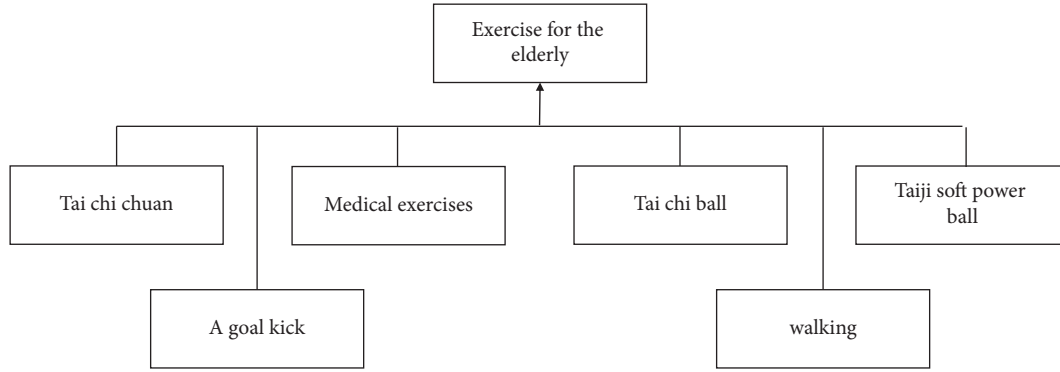 Exercise for the
elderly
Tai chi chuan
Medical exercises
Tai chi ball
Taiji soft power
ball
A goal kick
walking